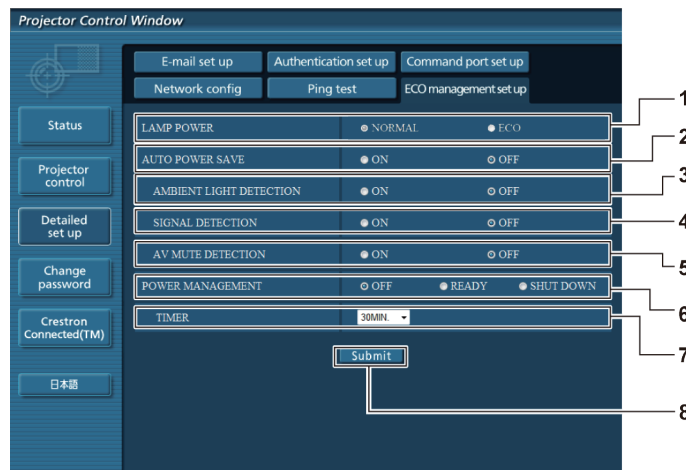 Projector Control Window
E-mail set up
Authentication set up
Command port set up
Network config
Ping test
ECO management set up
Status
Projector
control
Detailed
set up
Change
password
Crestron
Connected(TM)
日本語
LAMP POWER NORMAL ECO 1
AUTO POWER SAVE ON OFF 2
AMBIENT LIGHT DETECTION ON OFF 3
SIGNAL DETECTION ON OFF 4
AV MUTE DETECTION ON OFF 5
POWER MANAGEMENT OFF READY SHUT DOWN 6
TIMER 30MIN. 7
Submit 8